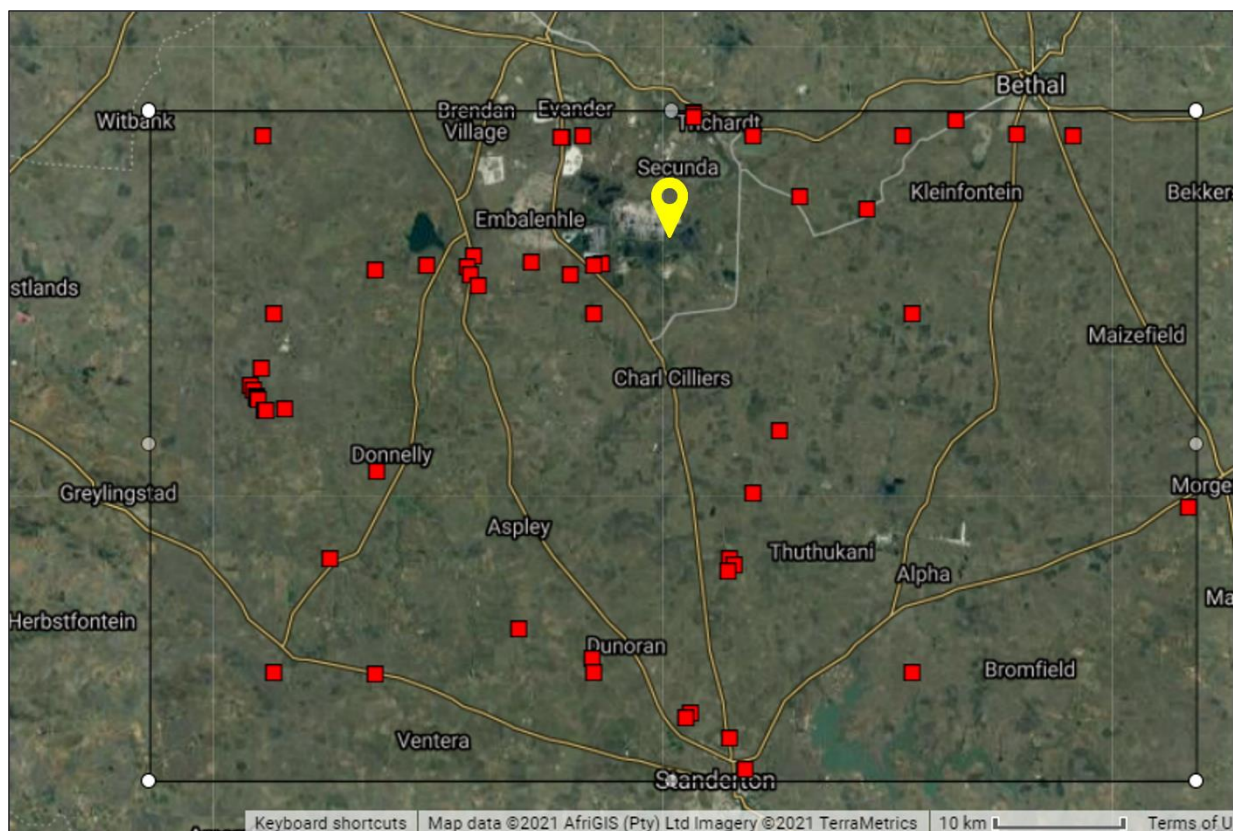 Bethal
Brendan
Village
Evander
Witbank
Trichardt
Secunda
Kleinfontein
Bekkers
Embalenhle
stlands
Maizefield
Charl Cilliers
Donnelly
Greylingstad
Morge
Aspley
Thuthukani
Alpha
Ma
Herbstfontein
Dunoran
Bromfield
Ventera
Standerton
Keyboard shortcuts
Map data ©2021 AfriGIS (Pty) Ltd Imagery ©2021 TerraMetrics
10 km
Terms of U